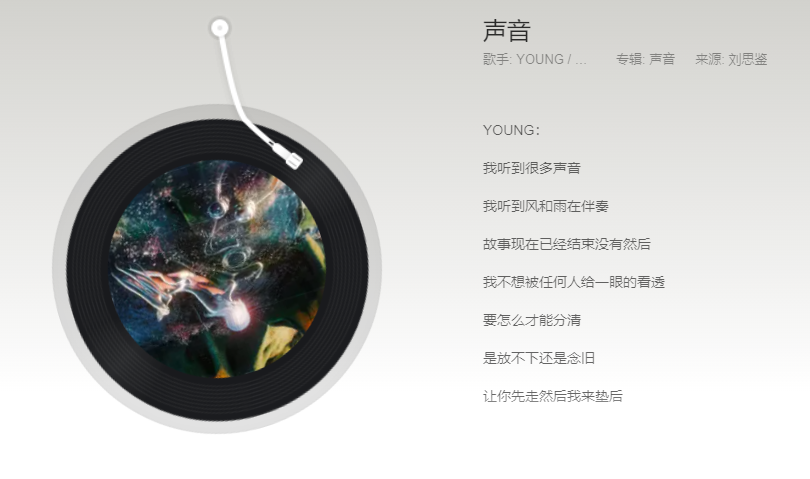 声音
歌手: YOUNG / ... 专辑: 声音 来源: 刘思鉴
YOUNG：
我听到很多声音
我听到风和雨在伴奏
故事现在已经结束没有然后
我不想被任何人给一眼的看透
要怎么才能分清
是放不下还是念旧
让你先走然后我来垫后